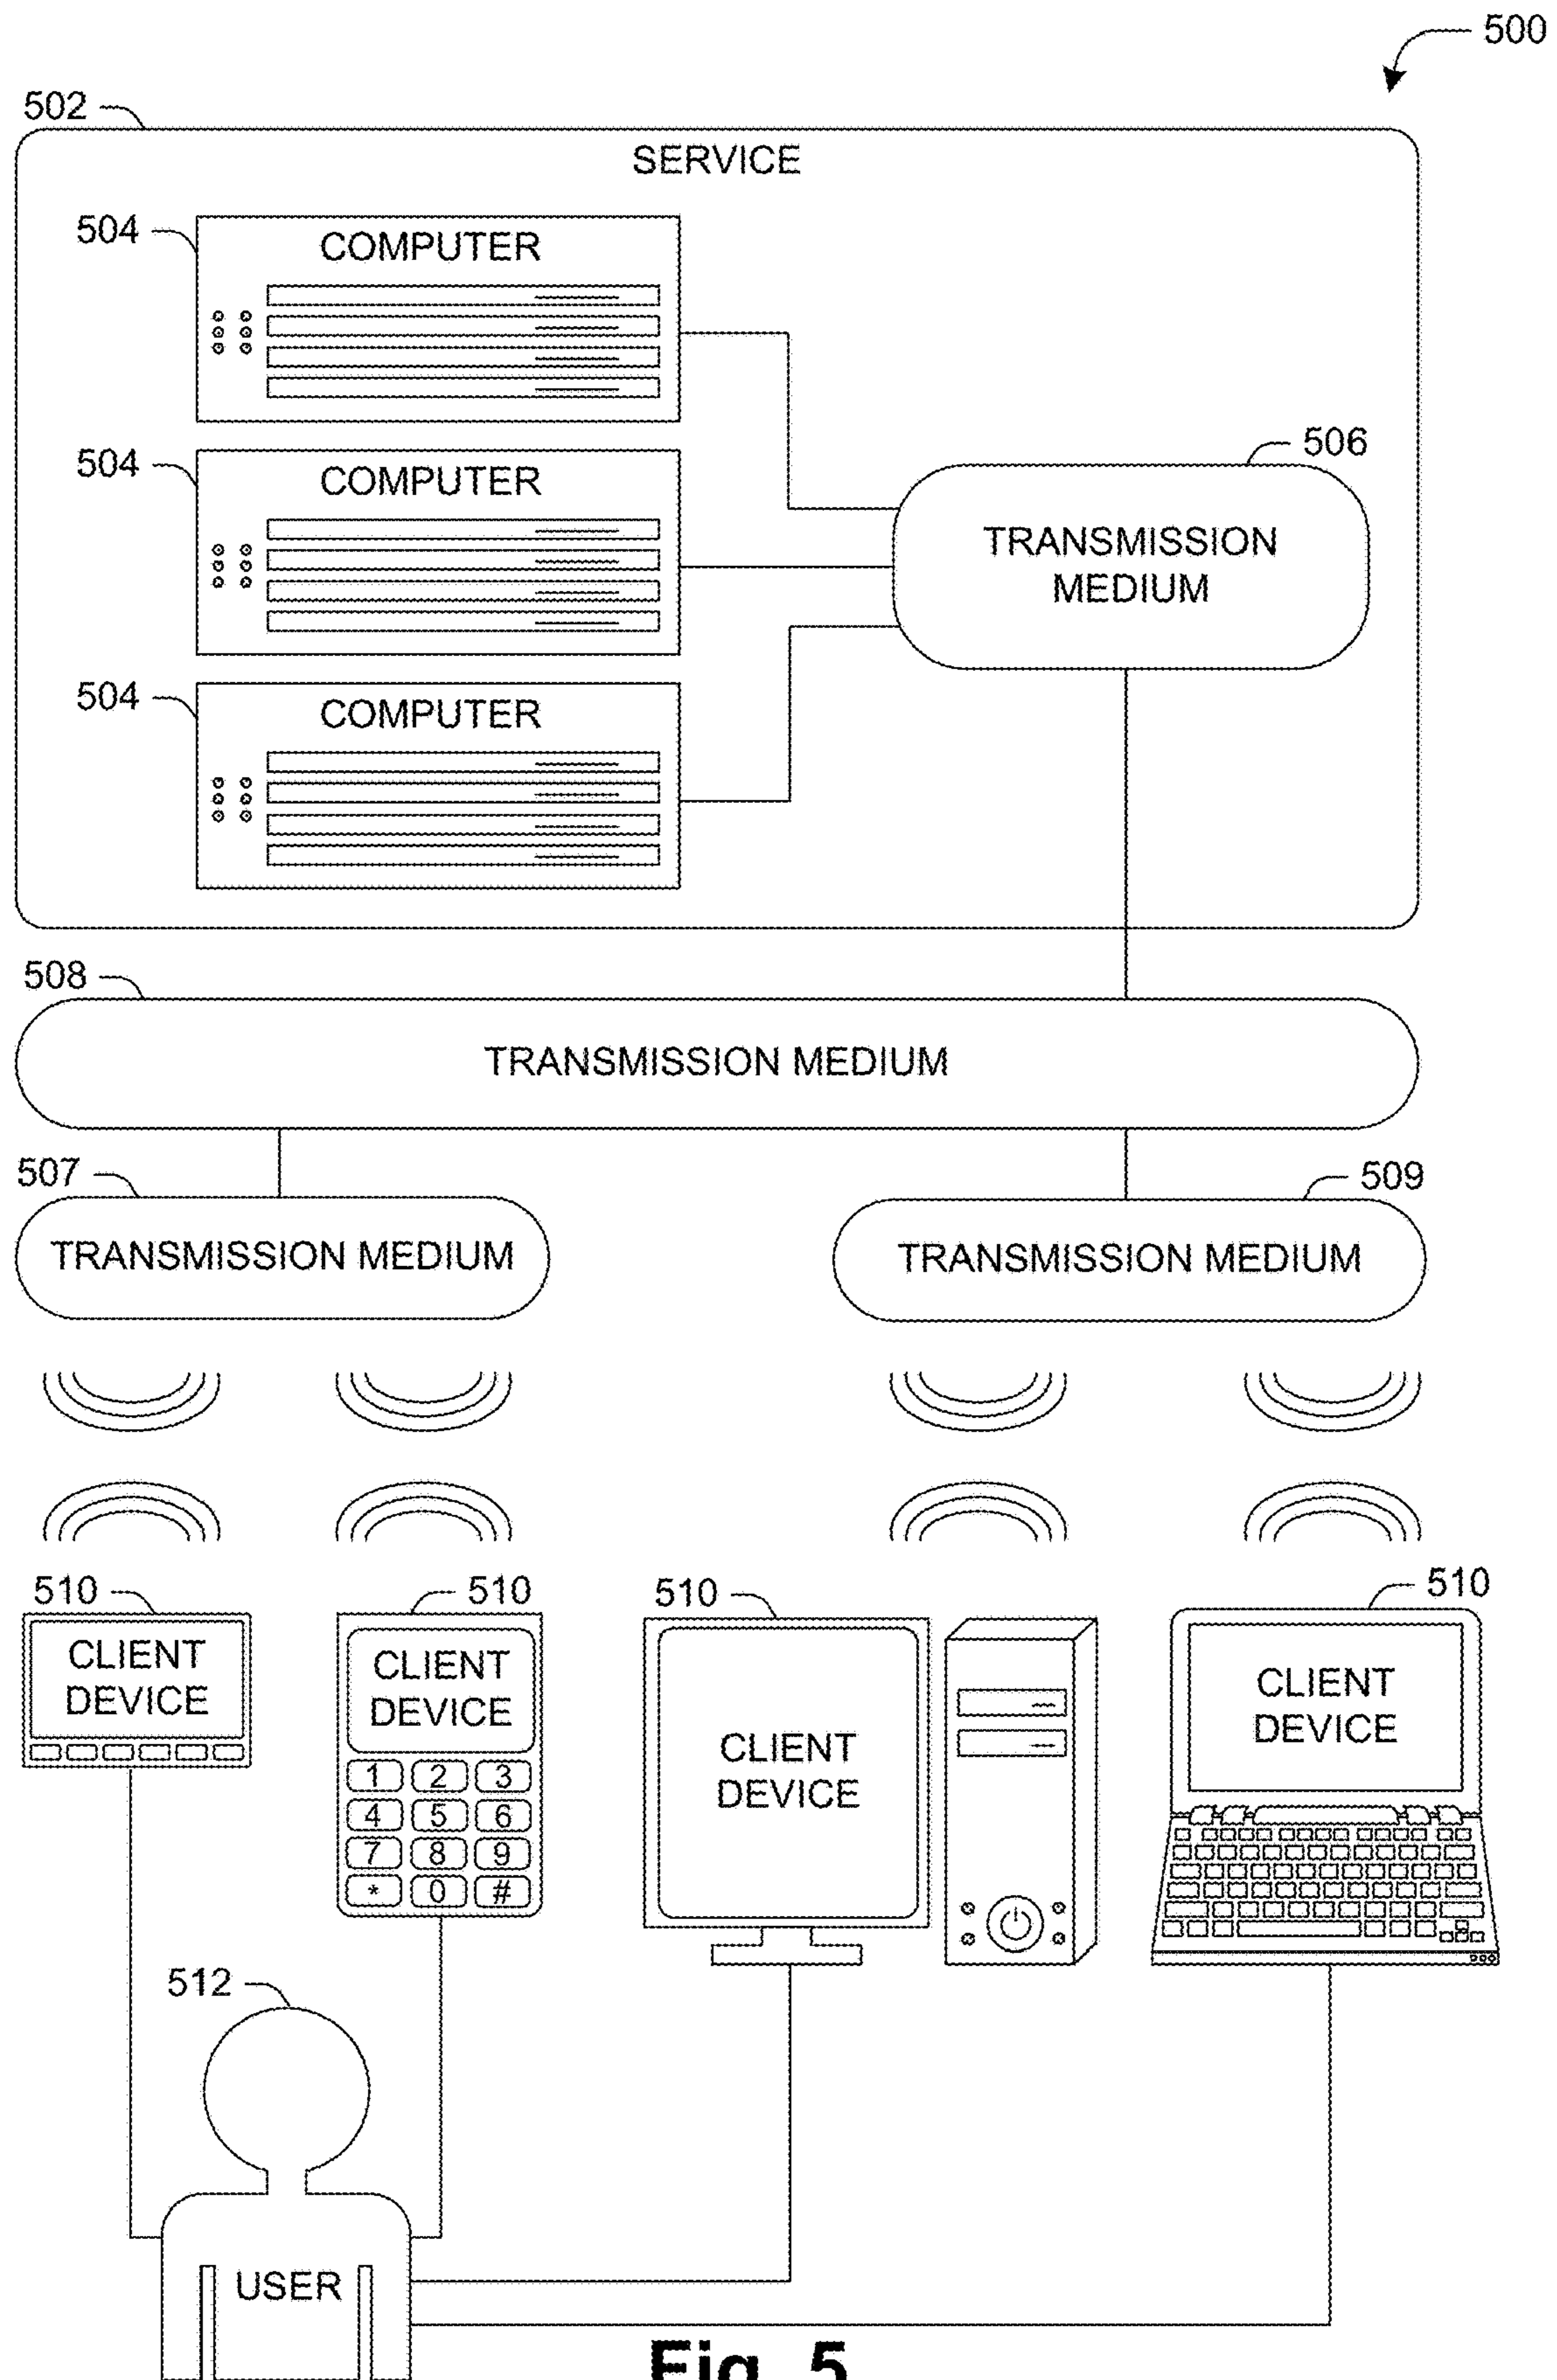 500
502
SERVICE
504
COMPUTER
504
COMPUTER
506
TRANSMISSION
MEDIUM
504
COMPUTER
508
TRANSMISSION MEDIUM
507
TRANSMISSION MEDIUM
509
TRANSMISSION MEDIUM
510
CLIENT
DEVICE
510
CLIENT
DEVICE
1 2 3
4 5 6
7 8 9
* 0 #
510
CLIENT
DEVICE
510
CLIENT
DEVICE
512
USER
Fig. 5